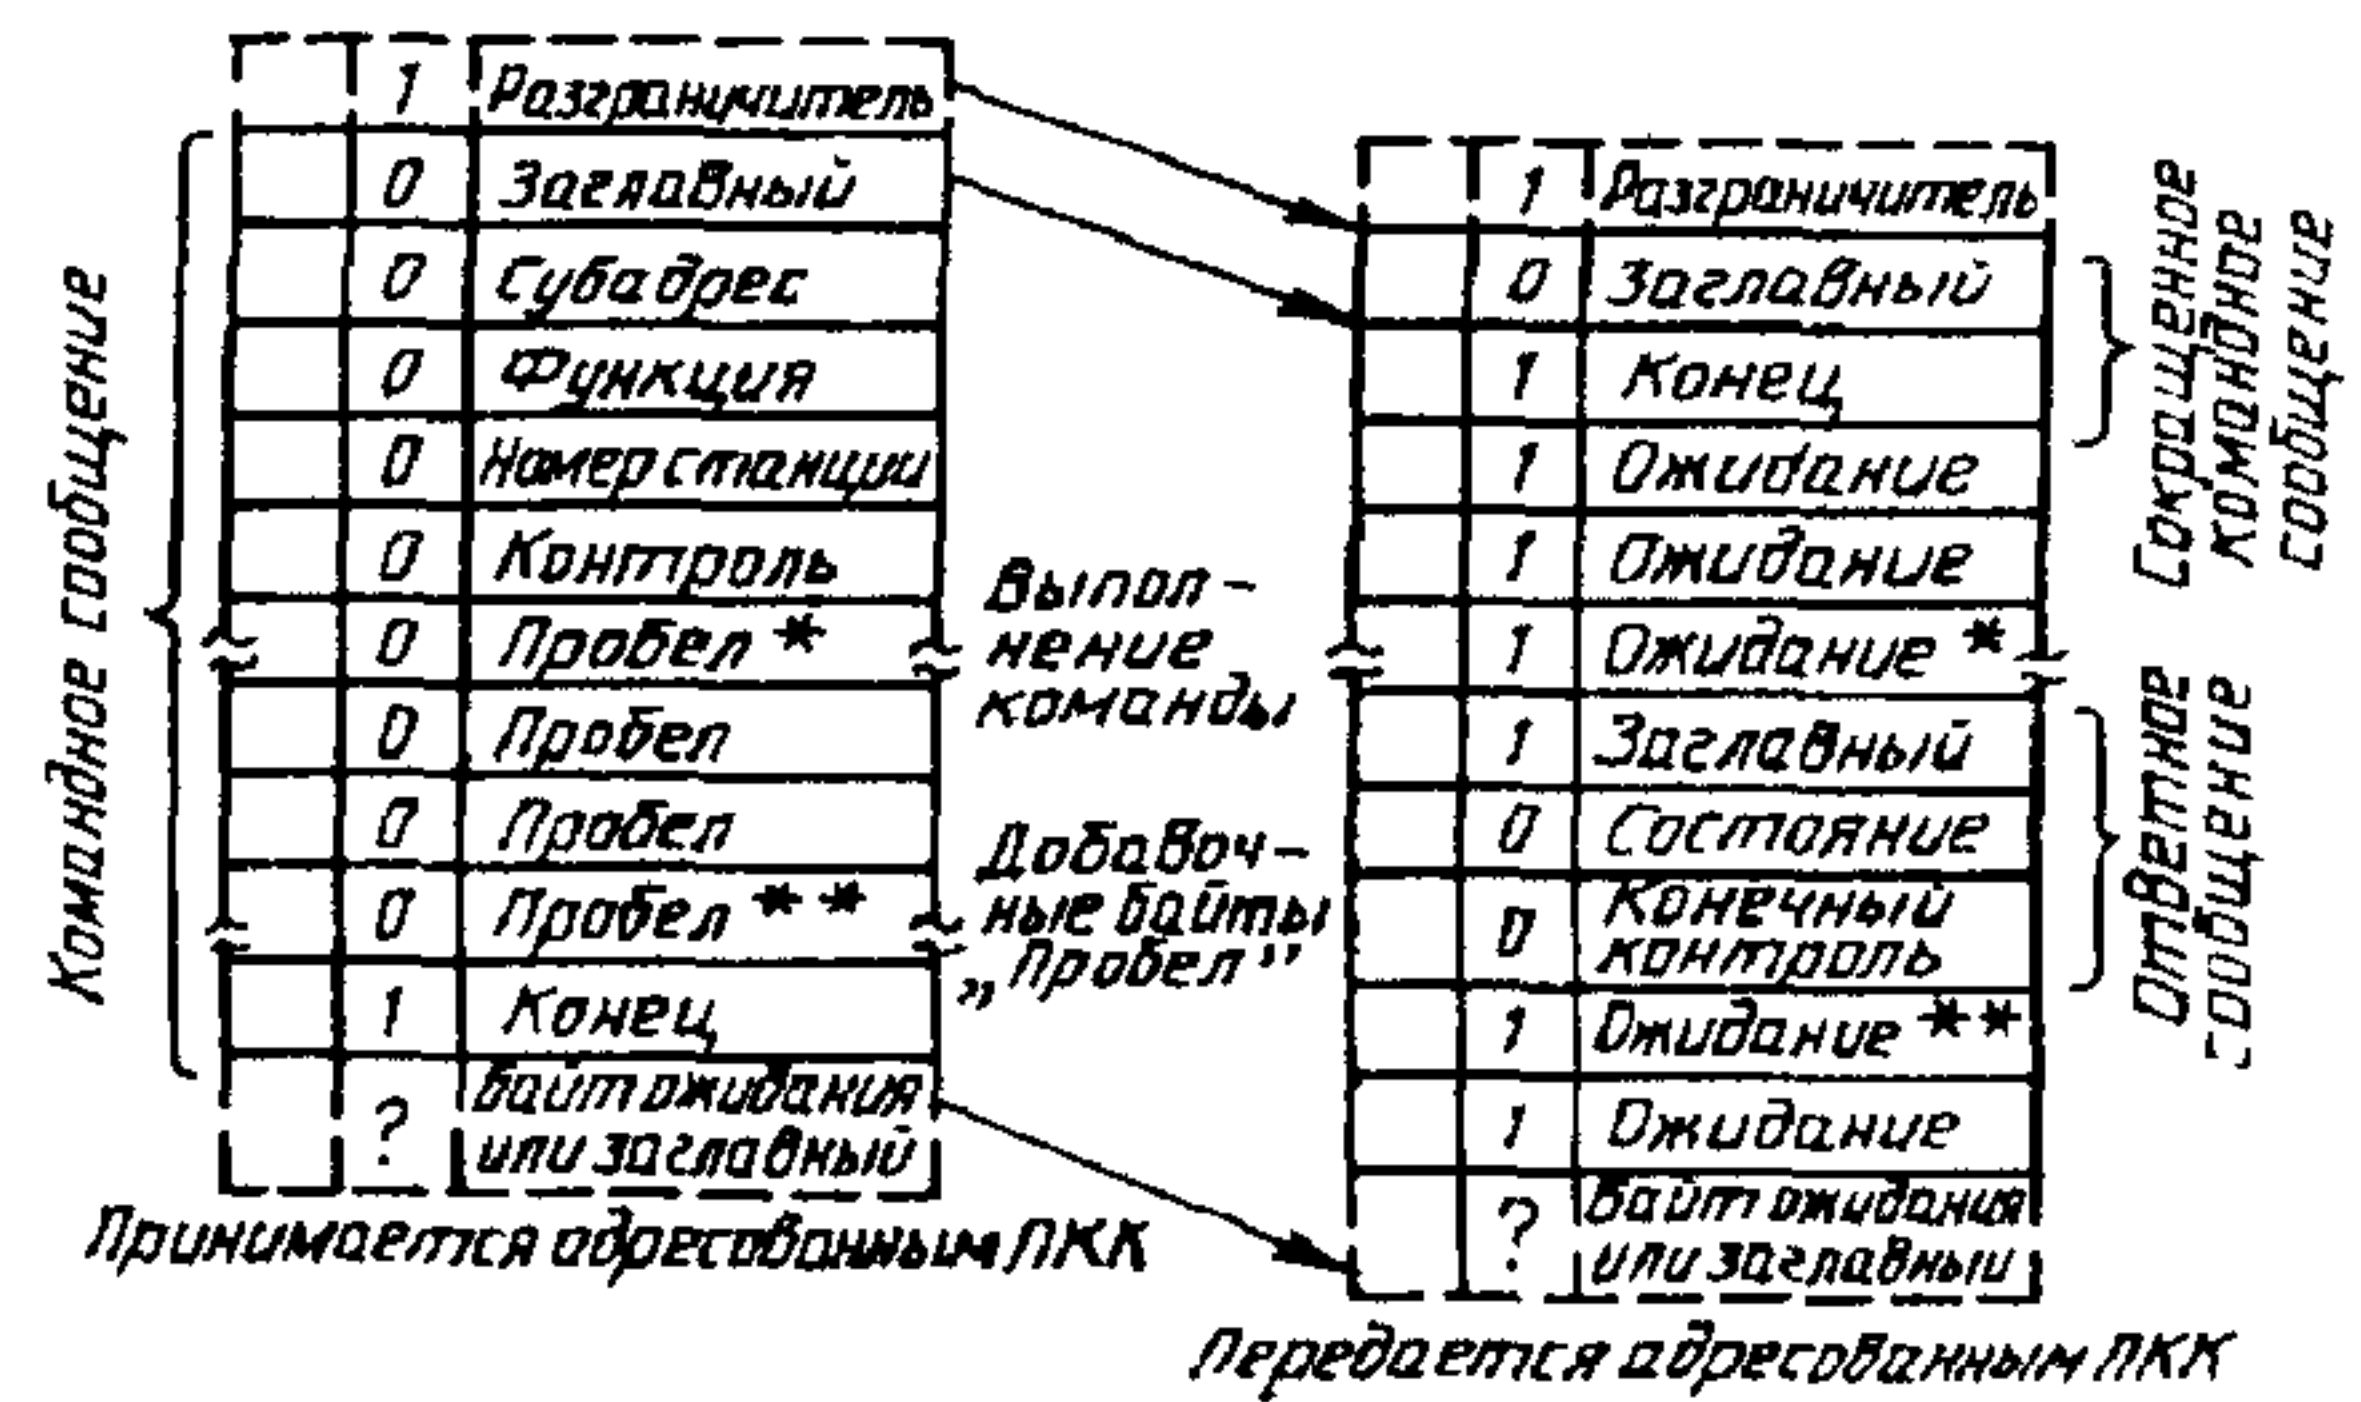 Командное сообщение
1 Разграничитель
0 Заглавный
0 Субадрес
0 Функция
0 Номер станции
0 Контроль
0 Пробел *
0 Пробел
0 Пробел
0 Пробел * *
1 Конец
? Байт ожидания
или заглавный
Принимается адресованным ПКК
Выпол-
нение
команды
Добавоч-
ные байты
„Пробел”
1 Разграничитель
0 Заглавный
1 Конец
1 Ожидание
1 Ожидание
1 Ожидание *
1 Заглавный
0 Состояние
0 Конечный
контроль
1 Ожидание * *
1 Ожидание
? Байт ожидания
или заглавный
Передается адресованным ПКК
Сокращенное
командное
сообщение
Ответное
сообщение